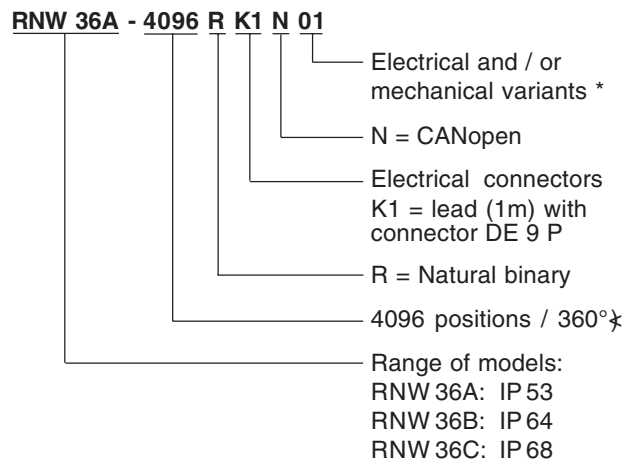 RNW 36A - 4096 R K1 N 01
Electrical and / or
mechanical variants *
N = CANopen
Electrical connectors
K1 = lead (1m) with
connector DE 9 P
R = Natural binary
4096 positions / 360°∢
Range of models:
RNW 36A: IP 53
RNW 36B: IP 64
RNW 36C: IP 68